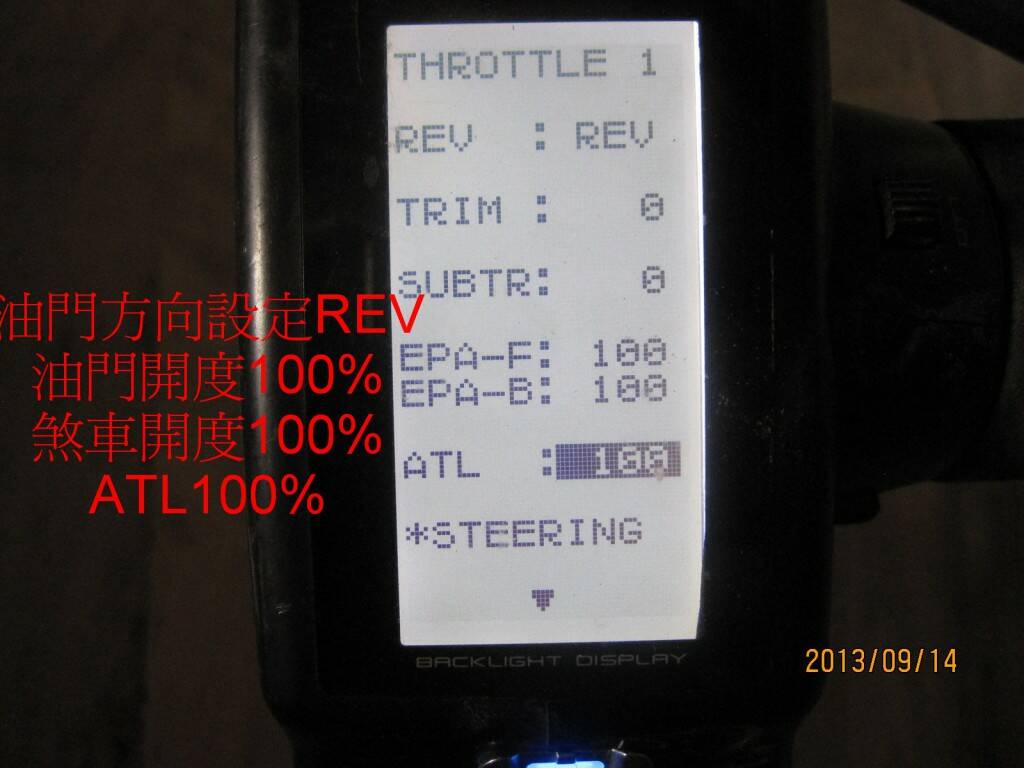 THROTTLE 1
REV : REV
TRIM : 0
SUBTR: 0
EPA-F: 100
EPA-B: 100
ATL : 100
*STEERING
BACKLIGHT DISPLAY
油門方向設定REV
油門開度100%
煞車開度100%
ATL100%
2013/09/14